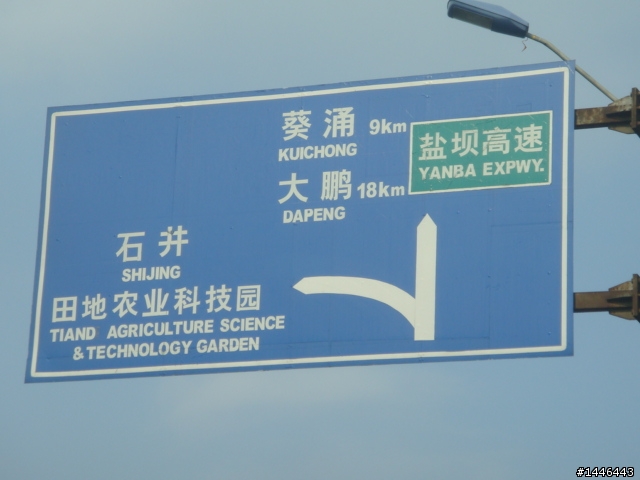 葵涌 9km
KUICHONG
大鹏 18km
DAPENG
盐坝高速
YANBA EXPWY.
石井
SHIJING
田地农业科技园
TIAND AGRICULTURE SCIENCE
& TECHNOLOGY GARDEN
#1446443